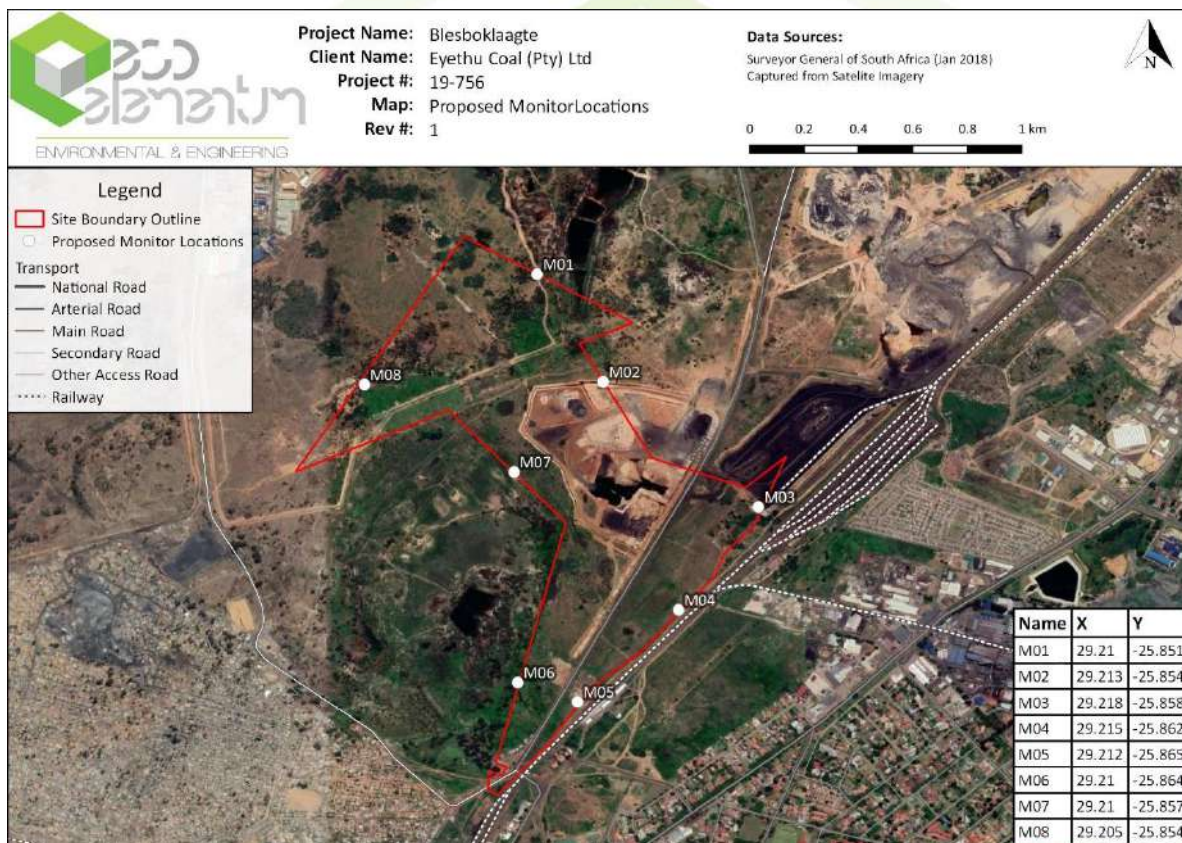 eco
elementum
ENVIRONMENTAL & ENGINEERING
Project Name: Blesboklaagte
Client Name: Eyethu Coal (Pty) Ltd
Project #: 19-756
Map: Proposed MonitorLocations
Rev #: 1
Data Sources:
Surveyor General of South Africa (Jan 2018)
Captured from Satelite Imagery
N
0 0.2 0.4 0.6 0.8 1 km
Legend
Site Boundary Outline
Proposed Monitor Locations
Transport
National Road
Arterial Road
Main Road
Secondary Road
Other Access Road
Railway
M01
M02
M08
M07
M03
M04
M06
M05
Name X Y
M01 29.21 -25.851
M02 29.213 -25.854
M03 29.218 -25.858
M04 29.215 -25.862
M05 29.212 -25.865
M06 29.21 -25.864
M07 29.21 -25.857
M08 29.205 -25.854